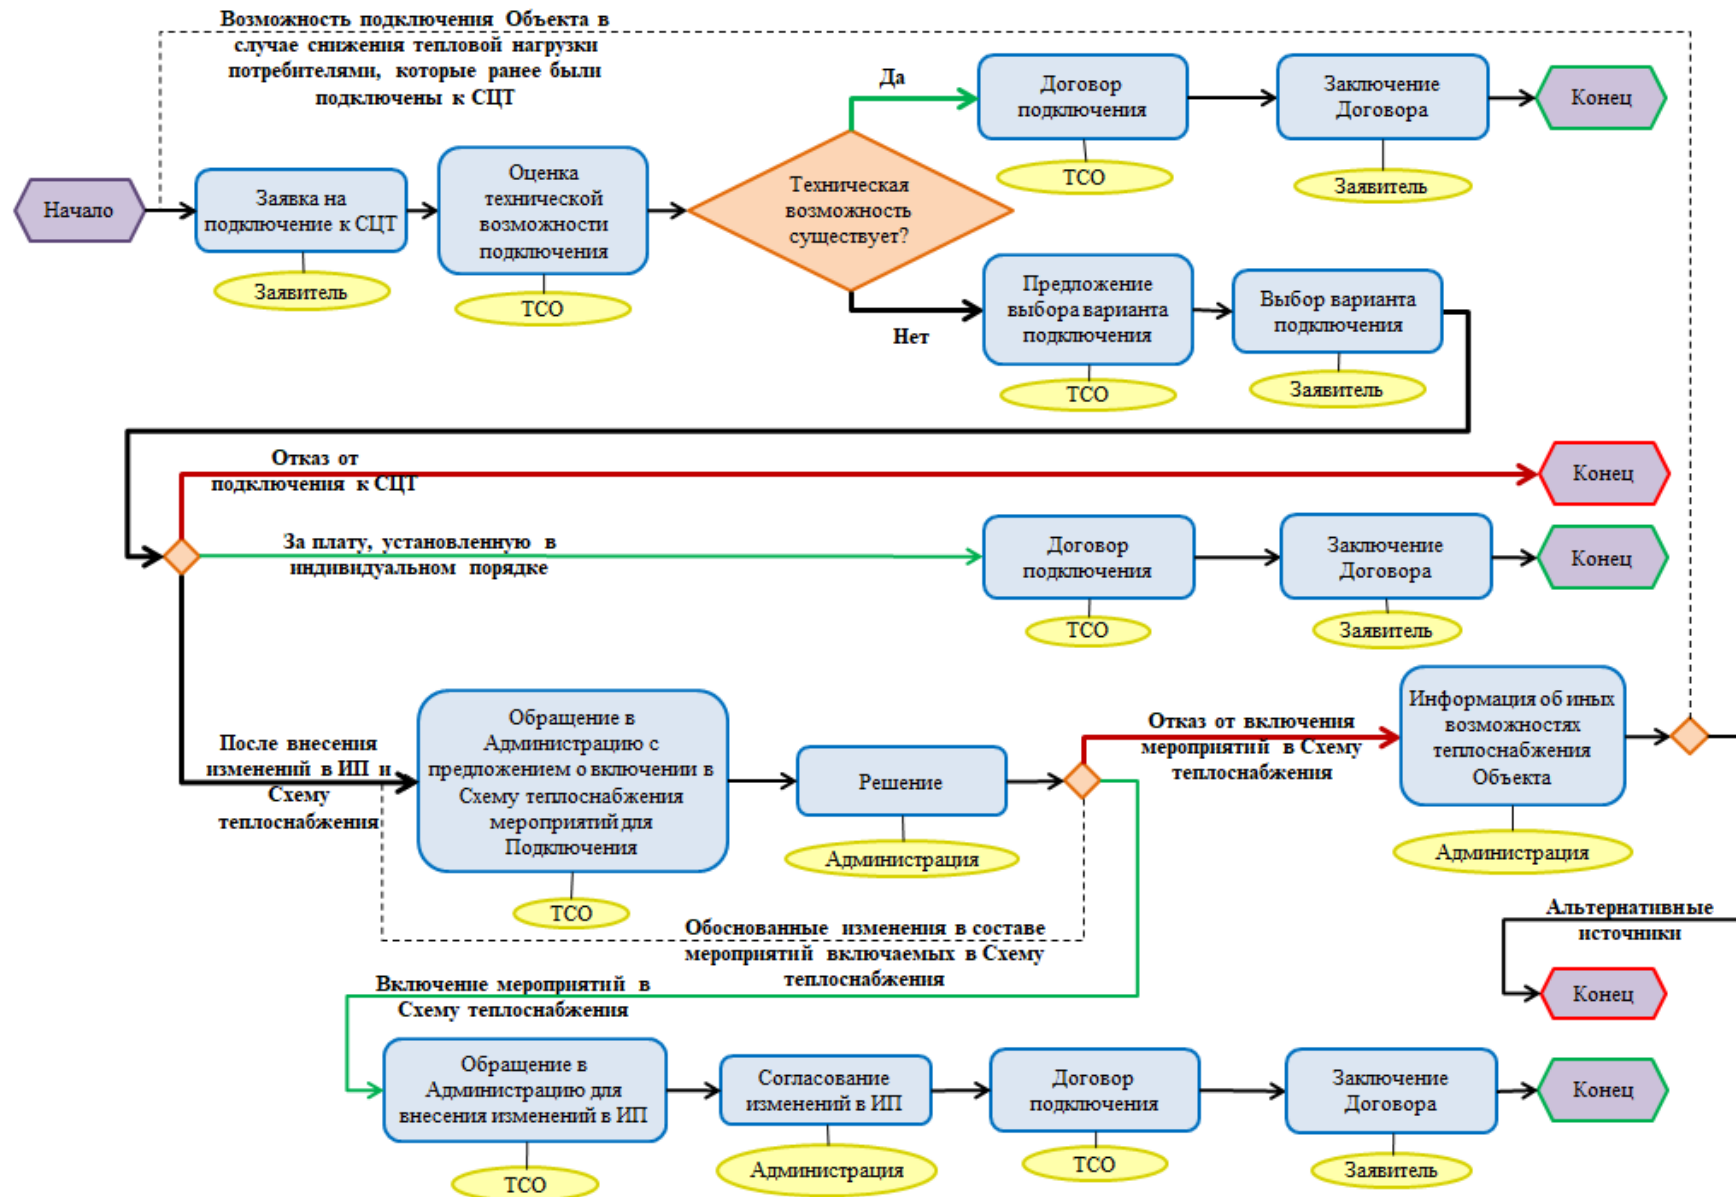 Возможность подключения Объекта в
случае снижения тепловой нагрузки
потребителями, которые ранее были
подключены к СЦТ
Начало
Заявка на
подключение к СЦТ
Заявитель
Оценка
технической
возможности
подключения
ТСО
Техническая
возможность
существует?
Да
Договор
подключения
ТСО
Заключение
Договора
Заявитель
Конец
Нет
Предложение
выбора варианта
подключения
ТСО
Выбор варианта
подключения
Заявитель
Отказ от
подключения к СЦТ
Конец
За плату, установленную в
индивидуальном порядке
Договор
подключения
ТСО
Заключение
Договора
Заявитель
Конец
После внесения
изменений в ИП и
Схему
теплоснабжения
Обращение в
Администрацию с
предложением о включении в
Схему теплоснабжения
мероприятий для
Подключения
ТСО
Решение
Администрация
Отказ от включения
мероприятий в Схему
теплоснабжения
Информация об иных
возможностях
теплоснабжения
Объекта
Администрация
Обоснованные изменения в составе
мероприятий включаемых в Схему
теплоснабжения
Альтернативные
источники
Конец
Включение мероприятий в
Схему теплоснабжения
Обращение в
Администрацию для
внесения изменений в ИП
ТСО
Согласование
изменений в ИП
Администрация
Договор
подключения
ТСО
Заключение
Договора
Заявитель
Конец